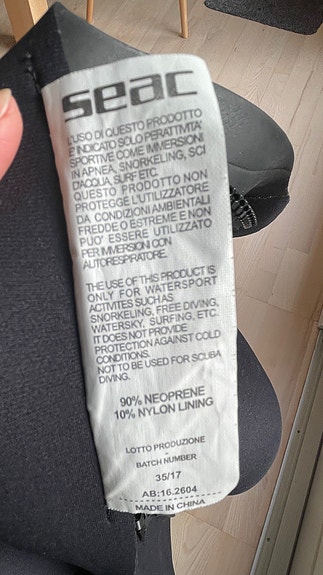 seac
L'USO DI QUESTO PRODOTTO
E' INDICATO SOLO PERATTIVITA'
SPORTIVE COME IMMERSIONI
IN APNEA, SNORKELING, SCI
D'ACQUA, SURF ETC.
QUESTO PRODOTTO NON
PROTEGGE L'UTILIZZATORE
DA CONDIZIONI AMBIENTALI
FREDDE O ESTREME E NON
PUO' ESSERE UTILIZZATO
PER IMMERSIONI CON
AUTORESPIRATORE.
THE USE OF THIS PRODUCT IS
ONLY FOR WATERSPORT
ACTIVITES SUCH AS
SNORKELING, FREE DIVING,
WATERSKY, SURFING, ETC.
IT DOES NOT PROVIDE
PROTECTION AGAINST COLD
CONDITIONS.
NOT TO BE USED FOR SCUBA
DIVING.
90% NEOPRENE
10% NYLON LINING
LOTTO PRODUZIONE
-
BATCH NUMBER
35/17
AB:16.2604
MADE IN CHINA